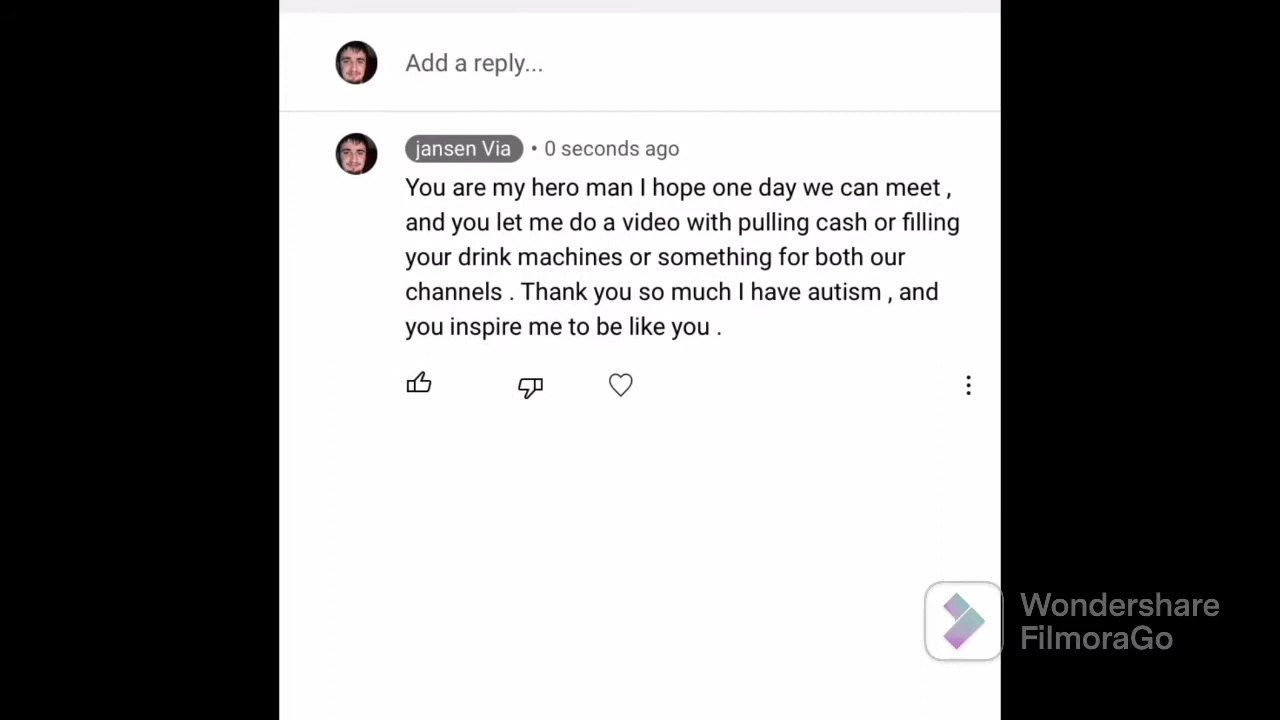 Add a reply...
jansen Via • 0 seconds ago
You are my hero man I hope one day we can meet ,
and you let me do a video with pulling cash or filling
your drink machines or something for both our
channels . Thank you so much I have autism , and
you inspire me to be like you .
Wondershare
FilmoraGo